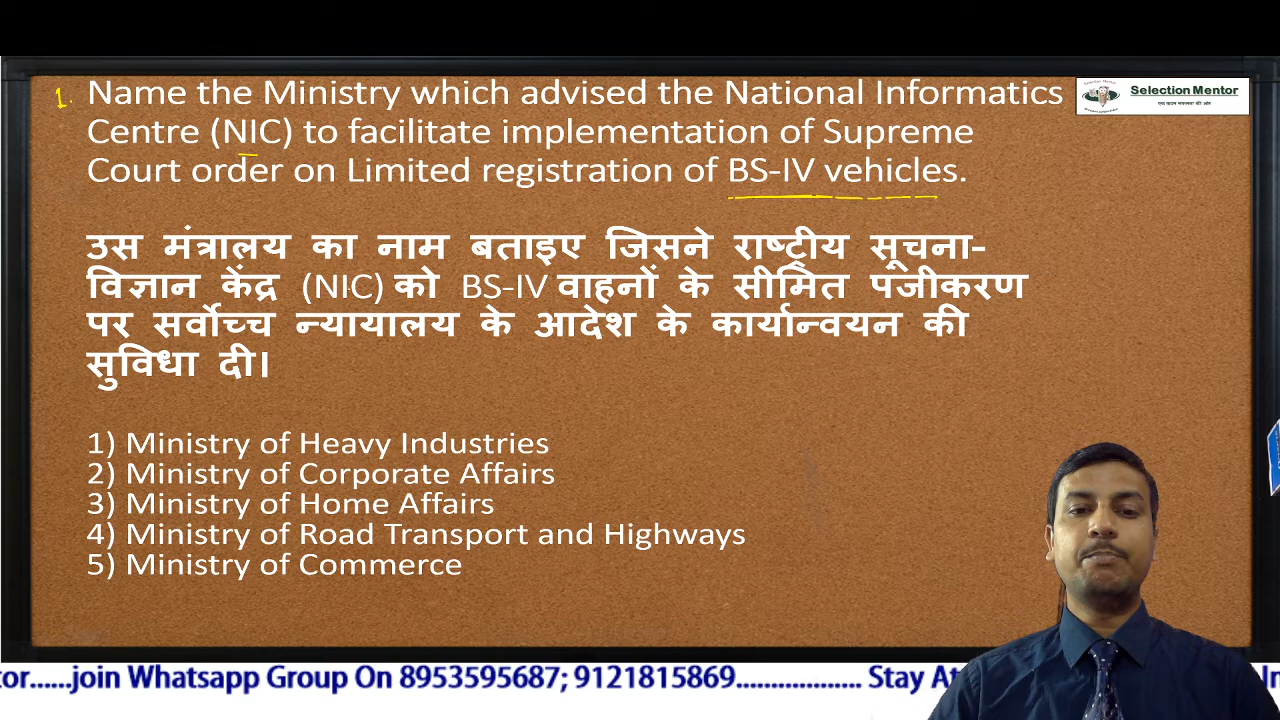 1.
Name the Ministry which advised the National Informatics
Centre (NIC) to facilitate implementation of Supreme
Court order on Limited registration of BS-IV vehicles.
Selection Mentor
उस मंत्रालय का नाम बताइए जिसने राष्ट्रीय सूचना-
विज्ञान केंद्र (NIC) को BS-IV वाहनों के सीमित पंजीकरण
पर सर्वोच्च न्यायालय के आदेश के कार्यान्वयन की
सुविधा दी।
1) Ministry of Heavy Industries
2) Ministry of Corporate Affairs
3) Ministry of Home Affairs
4) Ministry of Road Transport and Highways
5) Ministry of Commerce
tor......join Whatsapp Group On 8953595687; 9121815869.................. Stay At